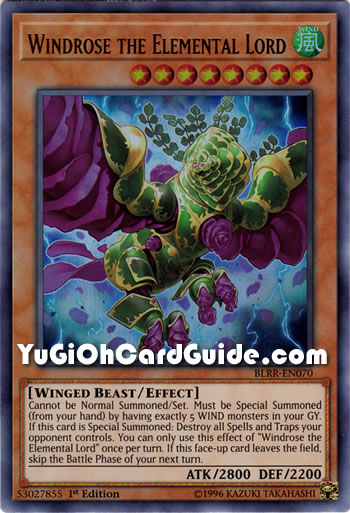 WINDROSE THE ELEMENTAL LORD
WIND
風
YuGiOhCardGuide.com
BLRR-EN070
[WINGED BEAST/EFFECT]
Cannot be Normal Summoned/Set. Must be Special Summoned
(from your hand) by having exactly 5 WIND monsters in your GY.
If this card is Special Summoned: Destroy all Spells and Traps your
opponent controls. You can only use this effect of "Windrose the
Elemental Lord" once per turn. If this face-up card leaves the field,
skip the Battle Phase of your next turn.
ATK/2800 DEF/2200
53027855 1st Edition ©1996 KAZUKI TAKAHASHI